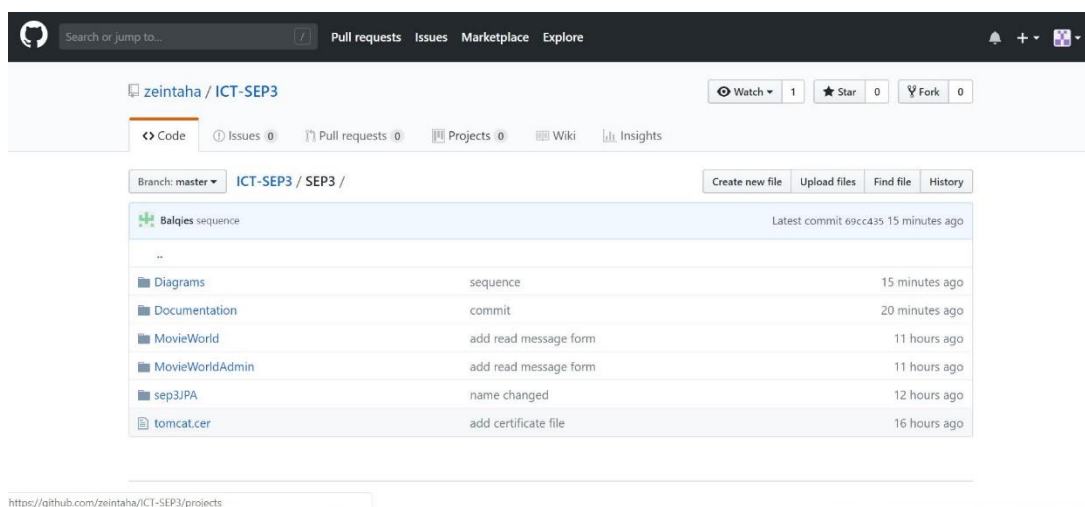 Search or jump to... / Pull requests Issues Marketplace Explore
zeintaha / ICT-SEP3 Watch 1 Star 0 Fork 0
Code Issues 0 Pull requests 0 Projects 0 Wiki Insights
Branch: master ICT-SEP3 / SEP3 / Create new file Upload files Find file History
Balqies sequence Latest commit 69cc435 15 minutes ago
..
Diagrams sequence 15 minutes ago
Documentation commit 20 minutes ago
MovieWorld add read message form 11 hours ago
MovieWorldAdmin add read message form 11 hours ago
sep3JPA name changed 12 hours ago
tomcat.cer add certificate file 16 hours ago
https://github.com/zeintaha/ICT-SEP3/projects